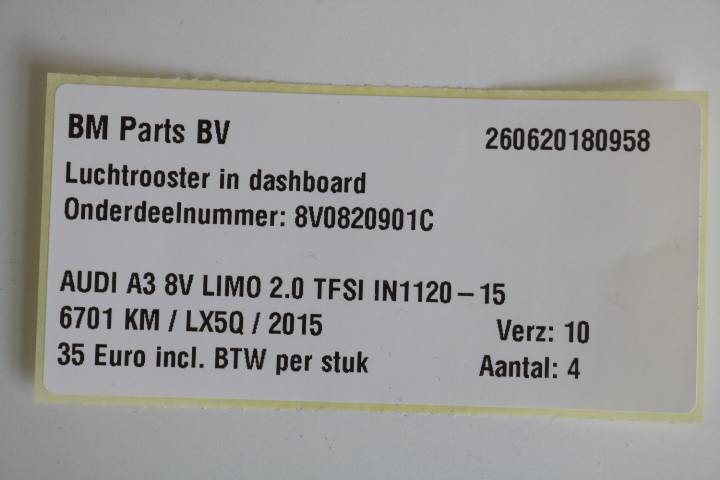 BM Parts BV 260620180958
Luchtrooster in dashboard
Onderdeelnummer: 8V0820901C
AUDI A3 8V LIMO 2.0 TFSI IN1120 – 15
6701 KM / LX5Q / 2015 Verz: 10
35 Euro incl. BTW per stuk Aantal: 4